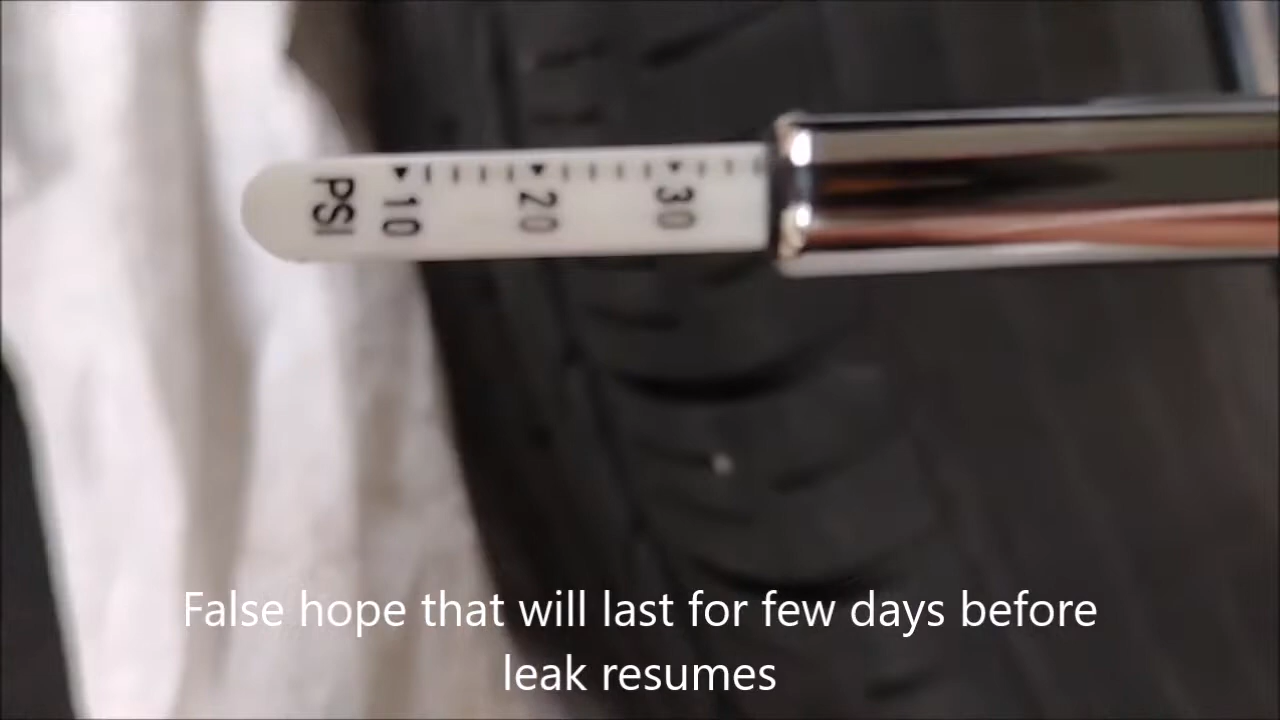 PSI
10
20
30
False hope that will last for few days before
leak resumes